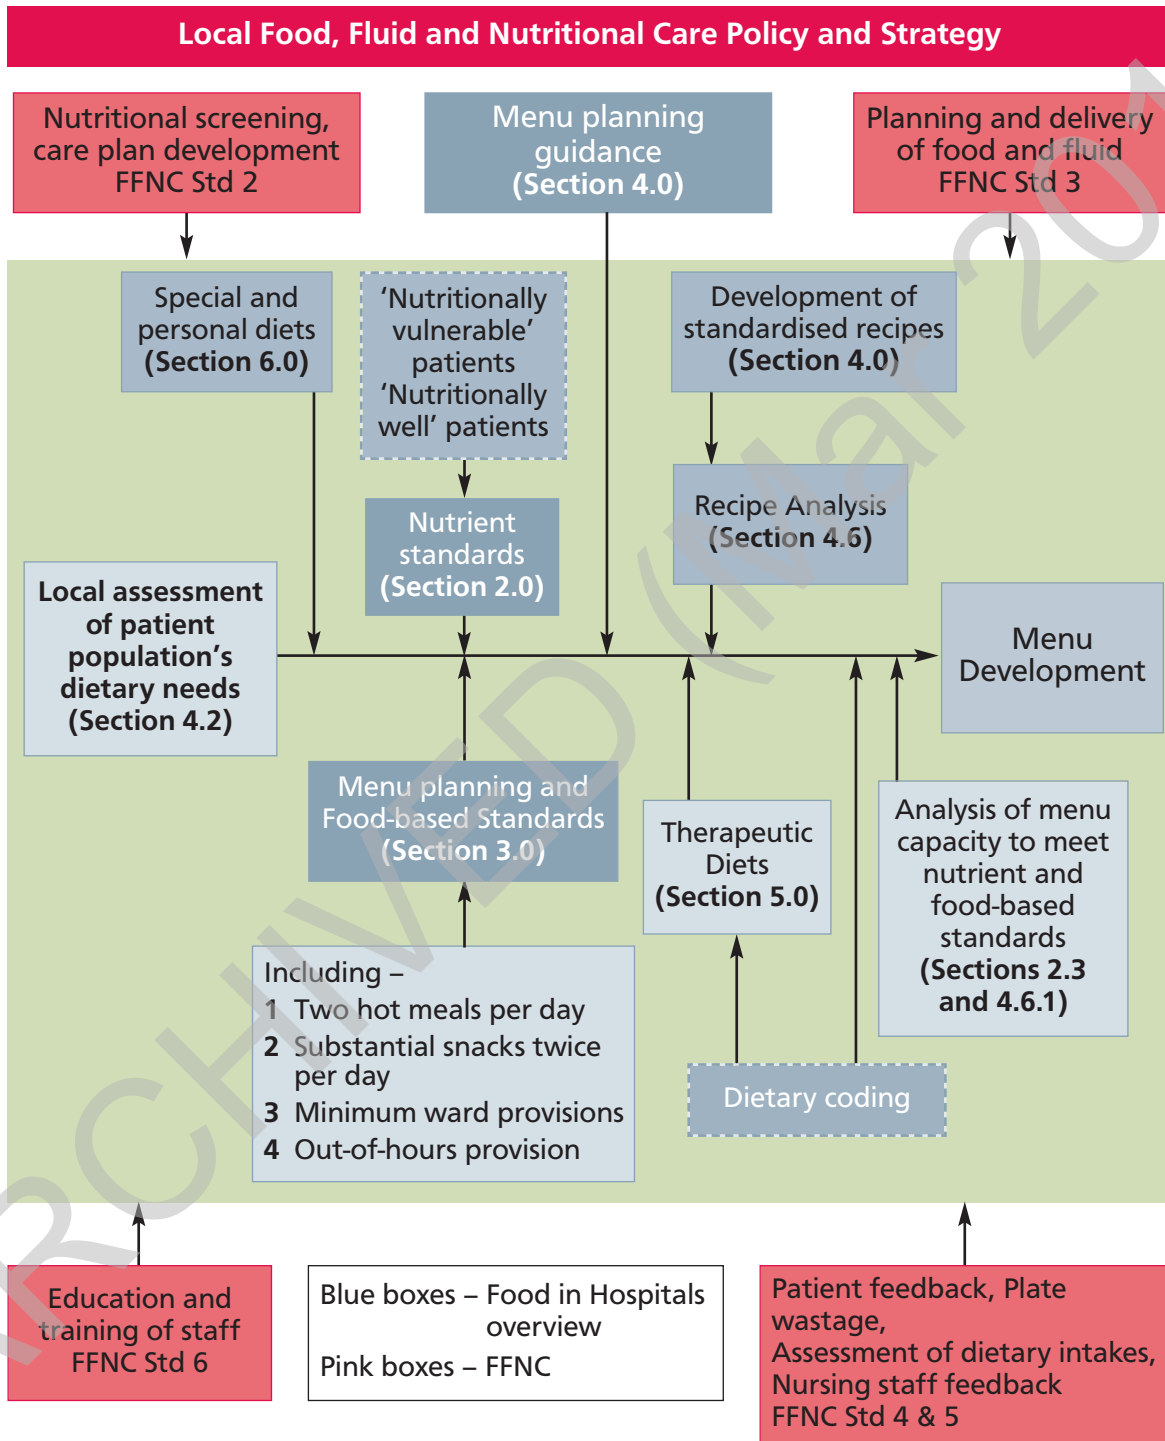 Local Food, Fluid and Nutritional Care Policy and Strategy
Nutritional screening,
care plan development
FFNC Std 2
Menu planning
guidance
(Section 4.0)
Planning and delivery
of food and fluid
FFNC Std 3
Special and
personal diets
(Section 6.0)
‘Nutritionally
vulnerable’
patients
‘Nutritionally
well’ patients
Development of
standardised recipes
(Section 4.0)
Nutrient
standards
(Section 2.0)
Recipe Analysis
(Section 4.6)
Local assessment
of patient
population’s
dietary needs
(Section 4.2)
Menu
Development
Menu planning and
Food-based Standards
(Section 3.0)
Therapeutic
Diets
(Section 5.0)
Analysis of menu
capacity to meet
nutrient and
food-based
standards
(Sections 2.3
and 4.6.1)
Including –
1 Two hot meals per day
2 Substantial snacks twice
per day
3 Minimum ward provisions
4 Out-of-hours provision
Dietary coding
Education and
training of staff
FFNC Std 6
Blue boxes – Food in Hospitals
overview
Pink boxes – FFNC
Patient feedback, Plate
wastage,
Assessment of dietary intakes,
Nursing staff feedback
FFNC Std 4 & 5
ARCHIVED (Mar 201